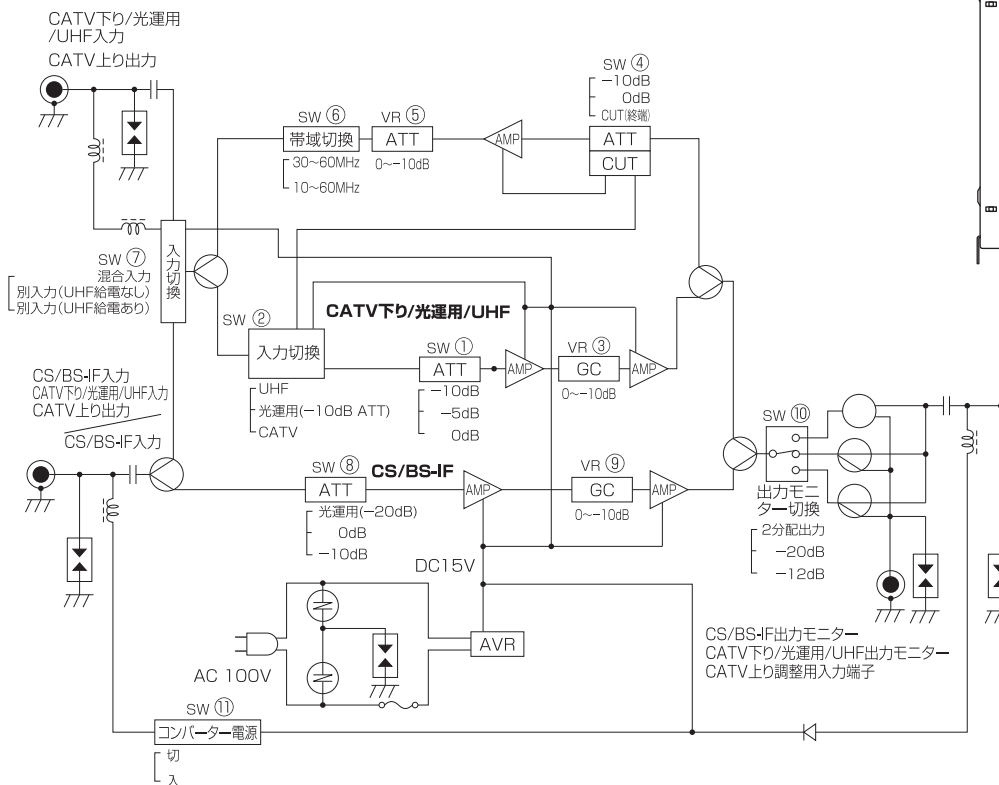 CATV下り/光運用
/UHF入力
CATV上り出力
SW ④
−10dB
0dB
CUT(終端)
SW ⑥
帯域切換
30~60MHz
10~60MHz
VR ⑤
ATT
0~−10dB
AMP
ATT
CUT
入力切換
SW ⑦
混合入力
別入力(UHF給電なし)
別入力(UHF給電あり)
CATV下り/光運用/UHF
SW ②
入力切換
UHF
光運用(−10dB ATT)
CATV
SW ①
ATT
−10dB
−5dB
0dB
AMP
VR ③
GC
0~−10dB
AMP
CS/BS-IF入力
CATV下り/光運用/UHF入力
CATV上り出力
CS/BS-IF入力
SW ⑧
CS/BS-IF
ATT
光運用(−20dB)
0dB
−10dB
AMP
VR ⑨
GC
0~−10dB
AMP
SW ⑩
出力モニ
ター切換
2分配出力
−20dB
−12dB
DC15V
AVR
AC 100V
CS/BS-IF出力モニター
CATV下り/光運用/UHF出力モニター
CATV上り調整用入力端子
SW ⑪
コンバーター電源
切
入